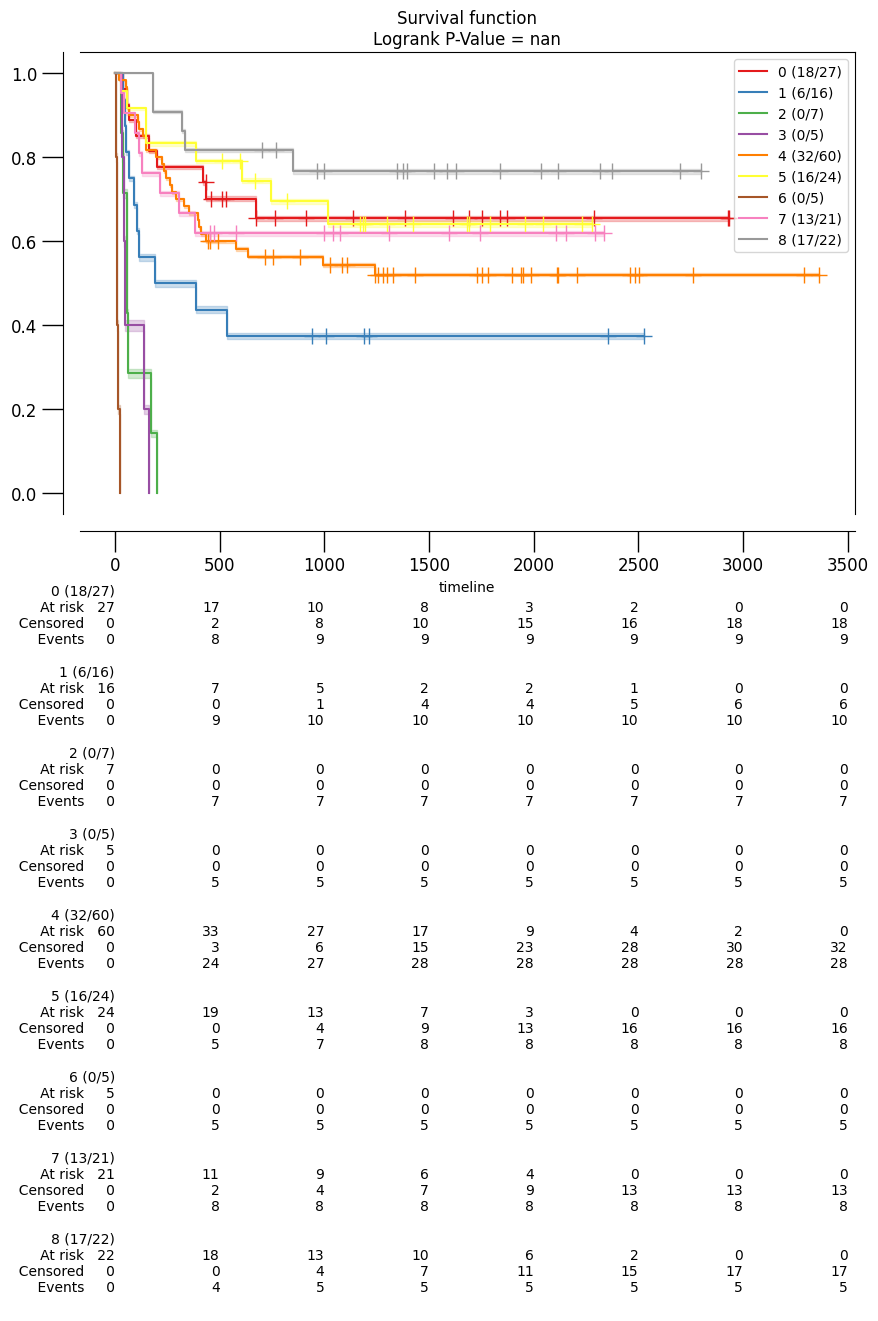 Survival function
Logrank P-Value = nan
1.0
0.8
0.6
0.4
0.2
0.0
0 (18/27)
1 (6/16)
2 (0/7)
3 (0/5)
4 (32/60)
5 (16/24)
6 (0/5)
7 (13/21)
8 (17/22)
0 500 1000 1500 2000 2500 3000 3500
timeline
0 (18/27)
At risk 27 17 10 8 3 2 0 0
Censored 0 2 8 10 15 16 18 18
Events 0 8 9 9 9 9 9 9
1 (6/16)
At risk 16 7 5 2 2 1 0 0
Censored 0 0 1 4 4 5 6 6
Events 0 9 10 10 10 10 10 10
2 (0/7)
At risk 7 0 0 0 0 0 0 0
Censored 0 0 0 0 0 0 0 0
Events 0 7 7 7 7 7 7 7
3 (0/5)
At risk 5 0 0 0 0 0 0 0
Censored 0 0 0 0 0 0 0 0
Events 0 5 5 5 5 5 5 5
4 (32/60)
At risk 60 33 27 17 9 4 2 0
Censored 0 3 6 15 23 28 30 32
Events 0 24 27 28 28 28 28 28
5 (16/24)
At risk 24 19 13 7 3 0 0 0
Censored 0 0 4 9 13 16 16 16
Events 0 5 7 8 8 8 8 8
6 (0/5)
At risk 5 0 0 0 0 0 0 0
Censored 0 0 0 0 0 0 0 0
Events 0 5 5 5 5 5 5 5
7 (13/21)
At risk 21 11 9 6 4 0 0 0
Censored 0 2 4 7 9 13 13 13
Events 0 8 8 8 8 8 8 8
8 (17/22)
At risk 22 18 13 10 6 2 0 0
Censored 0 0 4 7 11 15 17 17
Events 0 4 5 5 5 5 5 5